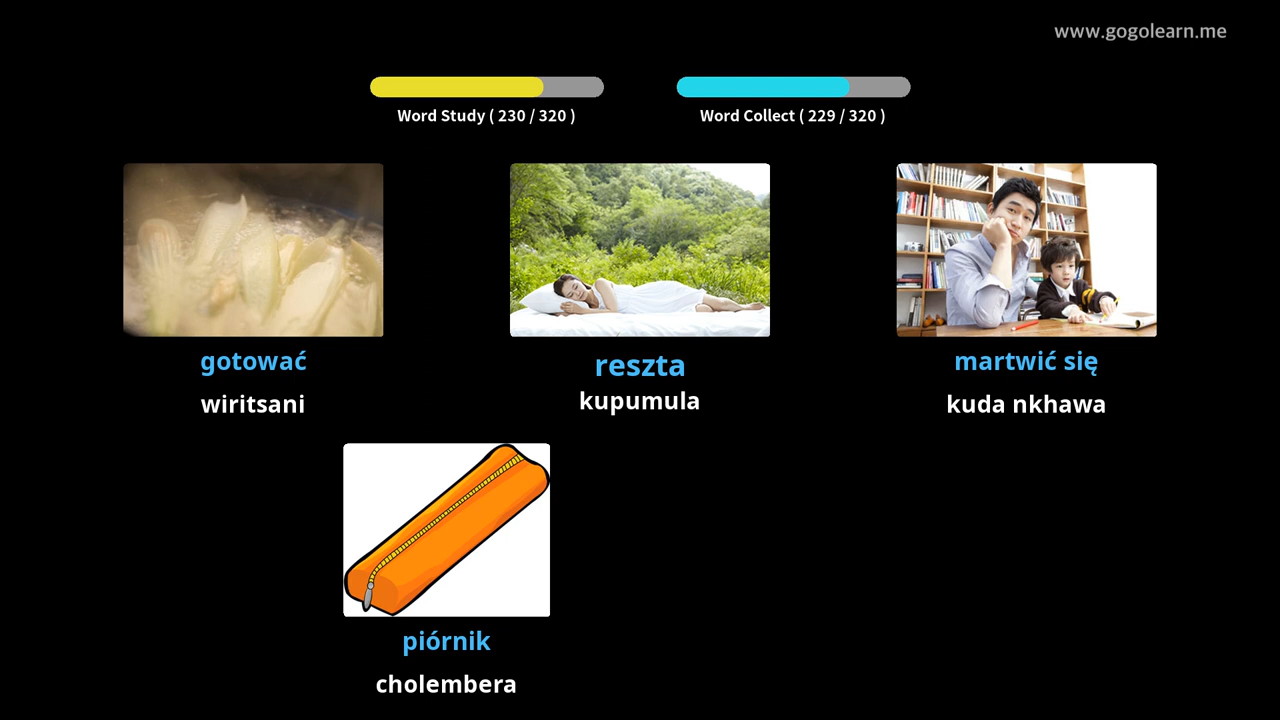 www.gogolearn.me
Word Study ( 230 / 320 )
Word Collect ( 229 / 320 )
gotować
wiritsani
reszta
kupumula
martwić się
kuda nkhawa
piórnik
cholembera